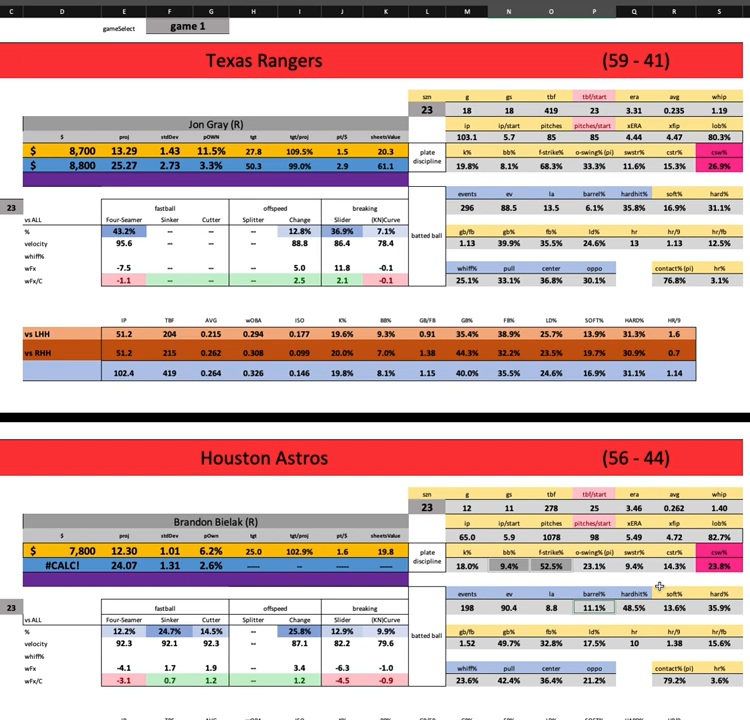 D E F G H I J K L M N O P Q R S
gameSelect game 1
Texas Rangers (59 - 41)
szn g gs tbf tbf/start era avg whip
23 18 18 419 23 3.31 0.235 1.19
Jon Gray (R) ip ip/start pitches pitches/start xERA xfip lob%
$ proj stdDev pOWN tgt tgt/proj pt/$ sheetsValue 103.1 5.7 85 85 4.44 4.47 80.3%
$ 8,700 13.29 1.43 11.5% 27.8 109.5% 1.5 20.3 plate discipline k% bb% f-strike% o-swing% (pi) swstr% cstr% csw%
$ 8,800 25.27 2.73 3.3% 50.3 99.0% 2.9 61.1 19.8% 8.1% 68.3% 33.3% 11.6% 15.3% 26.9%
events ev la barrel% hardhit% soft% hard%
23 fastball offspeed breaking 296 88.5 13.5 6.1% 35.8% 16.9% 31.1%
vs ALL Four-Seamer Sinker Cutter Splitter Change Slider (KN)Curve
% 43.2% -- -- -- 12.8% 36.9% 7.1% batted ball gb/fb gb% fb% ld% hr hr/9 hr/fb
velocity 95.6 -- -- -- 88.8 86.4 78.4 1.13 39.9% 35.5% 24.6% 13 1.13 12.5%
whiff%
wFx -7.5 -- -- -- 5.0 11.8 -0.1 whiff% pull center oppo contact% (pi) hr%
wFx/C -1.1 -- -- -- 2.5 2.1 -0.1 25.1% 33.1% 36.8% 30.1% 76.8% 3.1%
IP TBF AVG wOBA ISO K% BB% GB/FB GB% FB% LD% SOFT% HARD% HR/9
vs LHH 51.2 204 0.215 0.294 0.177 19.6% 9.3% 0.91 35.4% 38.9% 25.7% 13.9% 31.3% 1.6
vs RHH 51.2 215 0.262 0.308 0.099 20.0% 7.0% 1.38 44.3% 32.2% 23.5% 19.7% 30.9% 0.7
102.4 419 0.264 0.326 0.146 19.8% 8.1% 1.15 40.0% 35.5% 24.6% 16.9% 31.1% 1.14
Houston Astros (56 - 44)
szn g gs tbf tbf/start era avg whip
23 12 11 278 25 3.46 0.262 1.40
Brandon Bielak (R) ip ip/start pitches pitches/start xERA xfip lob%
$ proj stdDev pOwn tgt tgt/proj pt/$ sheetsValue 65.0 5.9 1078 98 5.49 4.72 82.7%
$ 7,800 12.30 1.01 6.2% 25.0 102.9% 1.6 19.8 plate discipline k% bb% f-strike% o-swing% (pi) swstr% cstr% csw%
#CALC! 24.07 1.31 2.6% ----- ----- -- ----- 18.0% 9.4% 52.5% 23.1% 9.4% 14.3% 23.8%
events ev la barrel% hardhit% soft% hard%
23 fastball offspeed breaking 198 90.4 8.8 11.1% 48.5% 13.6% 35.9%
vs ALL Four-Seamer Sinker Cutter Splitter Change Slider (KN)Curve
% 12.2% 24.7% 14.5% -- 25.8% 12.9% 9.9% batted ball gb/fb gb% fb% ld% hr hr/9 hr/fb
velocity 92.3 92.1 92.3 -- 87.1 82.2 79.6 1.52 49.7% 32.8% 17.5% 10 1.38 15.6%
whiff%
wFx -4.1 1.7 1.9 -- 3.4 -6.3 -1.0 whiff% pull center oppo contact% (pi) hr%
wFx/C -3.1 0.7 1.2 -- 1.2 -4.5 -0.9 23.6% 42.4% 36.4% 21.2% 79.2% 3.6%